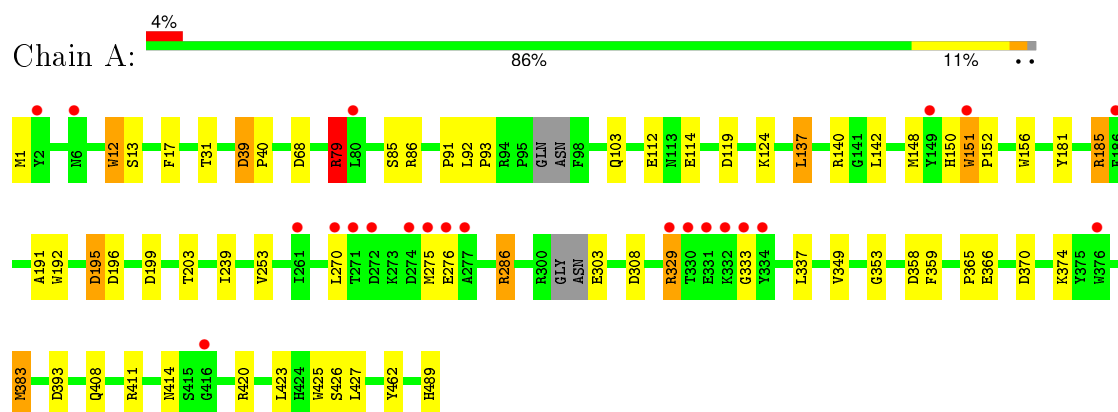 4%
Chain A:
86% 11% ••
M1 Y2 N6 W12 S13 F17 T31 D39 P40 D68 R79 L80 S85 R86 P91 L92 P93 R94 P95 GLN ASN F98 Q103 E112 N113 E114 D119 K124 L137 R140 G141 L142 M148 Y149 H150 W151 P152 W156 Y181 R185 E186
A191 W192 D195 D196 D199 T203 I239 V253 I261 L270 T271 D272 K273 D274 M275 E276 A277 R286 R300 GLY ASN E303 D308 R329 T330 E331 K332 G333 Y334 L337 V349 G353 D358 F359 P365 E366 D370 K374 Y375 W376
M383 D393 Q408 R411 N414 S415 G416 R420 L423 H424 W425 S426 L427 Y462 H489